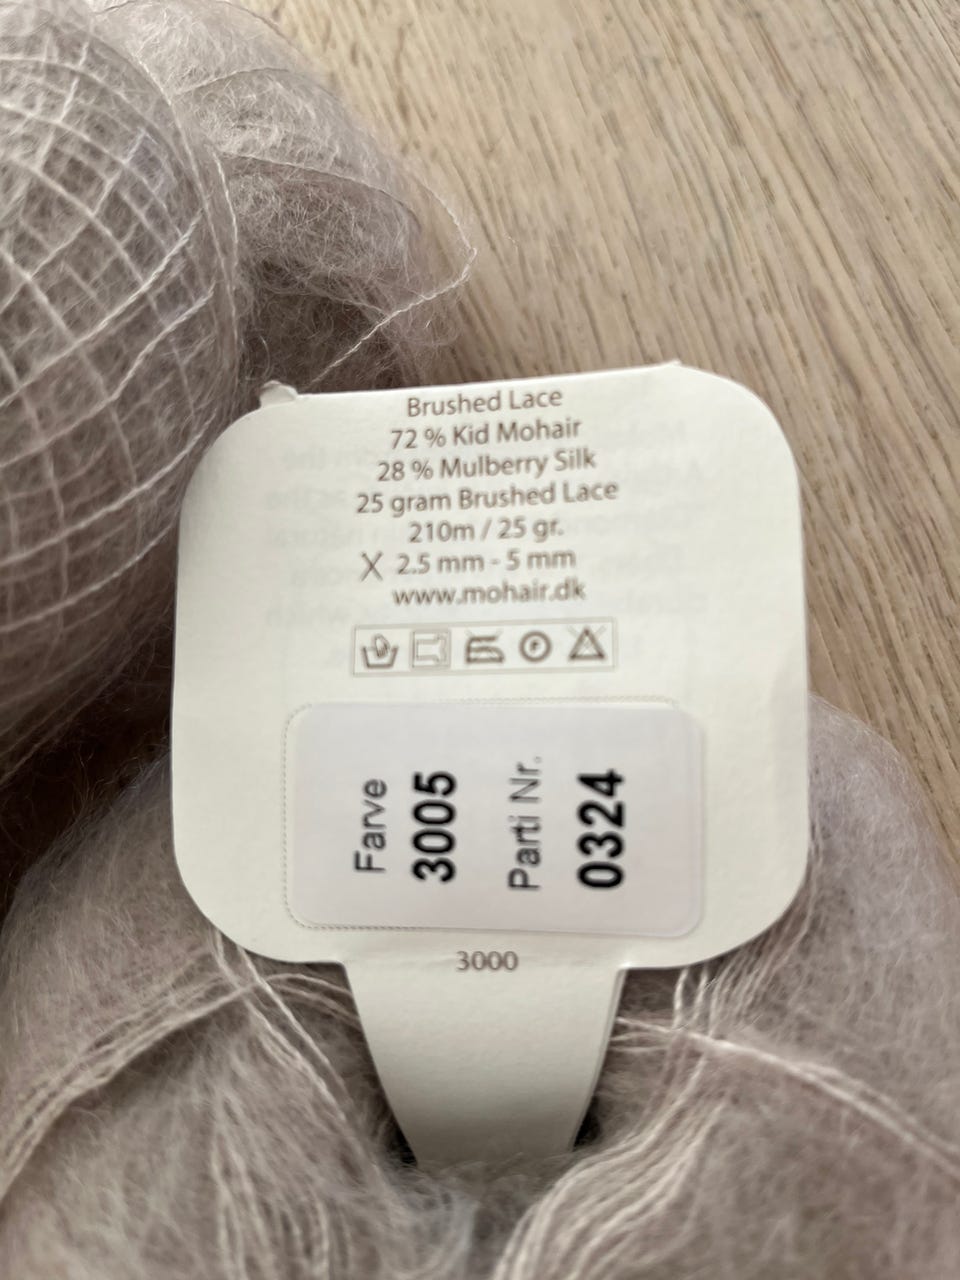 Brushed Lace
72 % Kid Mohair
28 % Mulberry Silk
25 gram Brushed Lace
210m / 25 gr.
2.5 mm - 5 mm
www.mohair.dk
Farve
3005
Parti Nr.
0324
3000